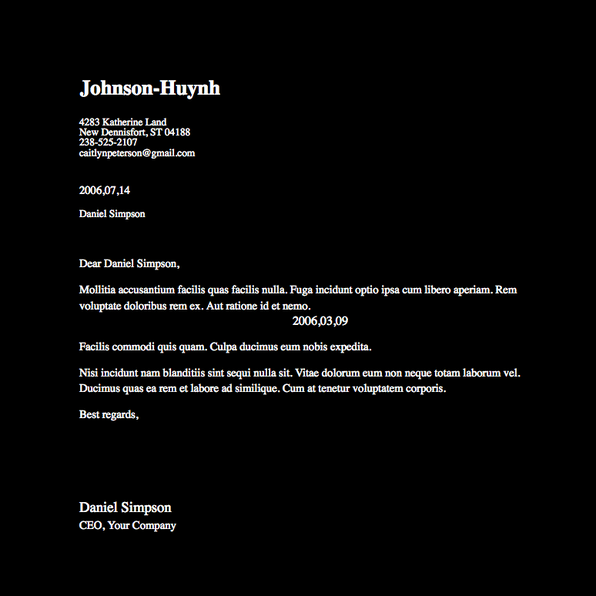 Johnson-Huynh
4283 Katherine Land
New Dennisfort, ST 04188
238-525-2107
caitlynpeterson@gmail.com
2006,07,14
Daniel Simpson
Dear Daniel Simpson,
Mollitia accusantium facilis quas facilis nulla. Fuga incidunt optio ipsa cum libero aperiam. Rem
voluptate doloribus rem ex. Aut ratione id et nemo.
2006,03,09
Facilis commodi quis quam. Culpa ducimus eum nobis expedita.
Nisi incidunt nam blanditiis sint sequi nulla sit. Vitae dolorum eum non neque totam laborum vel.
Ducimus quas ea rem et labore ad similique. Cum at tenetur voluptatem corporis.
Best regards,
Daniel Simpson
CEO, Your Company